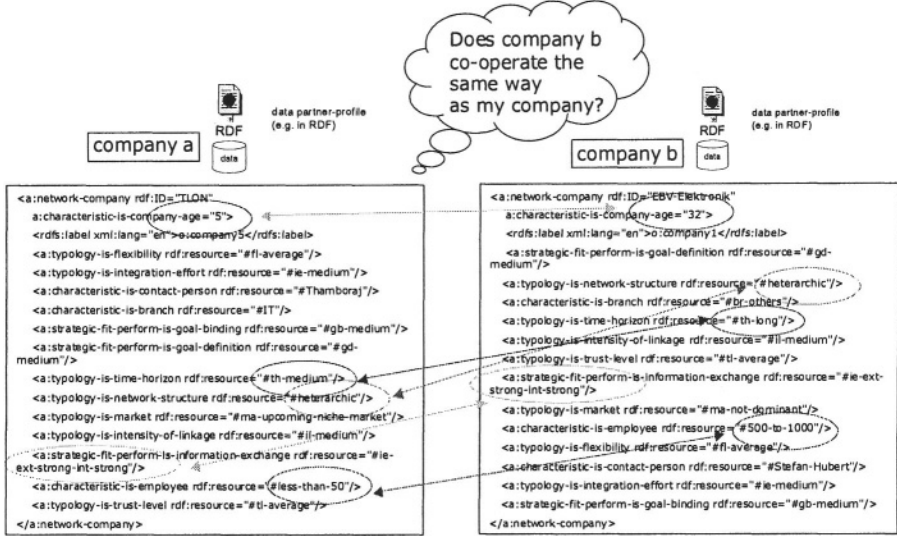 Does company b
co-operate the
same way
as my company?
RDF
data
data partner-profile
(e.g. in RDF)
company a
RDF
data
data partner-profile
(e.g. in RDF)
company b
<a:network-company rdf:ID="TLON"
a:characteristic-is-company-age="5">
<rdfs:label xml:lang="en">o:company5</rdfs:label>
<a:typology-is-flexibility rdf:resource="#fl-average"/>
<a:typology-is-integration-effort rdf:resource="#ie-medium"/>
<a:characteristic-is-contact-person rdf:resource="#Thamboraj"/>
<a:characteristic-is-branch rdf:resource="#IT"/>
<a:strategic-fit-perform-is-goal-binding rdf:resource="#gb-medium"/>
<a:strategic-fit-perform-is-goal-definition rdf:resource="#gd-
medium"/>
<a:typology-is-time-horizon rdf:resource="#th-medium"/>
<a:typology-is-network-structure rdf:resource="#heterarchic"/>
<a:typology-is-market rdf:resource="#ma-upcoming-niche-market"/>
<a:typology-is-intensity-of-linkage rdf:resource="#il-medium"/>
<a:strategic-fit-perform-is-information-exchange rdf:resource="#ie-
ext-strong-int-strong"/>
<a:characteristic-is-employee rdf:resource="#less-than-50"/>
<a:typology-is-trust-level rdf:resource="#tl-average"/>
</a:network-company>
<a:network-company rdf:ID="EBV-Elektronik"
a:characteristic-is-company-age="32">
<rdfs:label xml:lang="en">o:company1</rdfs:label>
<a:strategic-fit-perform-is-goal-definition rdf:resource="#gd-
medium"/>
<a:typology-is-network-structure rdf:resource="#heterarchic"/>
<a:characteristic-is-branch rdf:resource="#br-others"/>
<a:typology-is-time-horizon rdf:resource="#th-long"/>
<a:typology-is-intensity-of-linkage rdf:resource="#il-medium"/>
<a:typology-is-trust-level rdf:resource="#tl-average"/>
<a:strategic-fit-perform-is-information-exchange rdf:resource="#ie-ext-
strong-int-strong"/>
<a:typology-is-market rdf:resource="#ma-not-dominant"/>
<a:characteristic-is-employee rdf:resource="#500-to-1000"/>
<a:typology-is-flexibility rdf:resource="#fl-average"/>
<a:characteristic-is-contact-person rdf:resource="#Stefan-Hubert"/>
<a:typology-is-integration-effort rdf:resource="#ie-medium"/>
<a:strategic-fit-perform-is-goal-binding rdf:resource="#gb-medium"/>
</a:network-company>